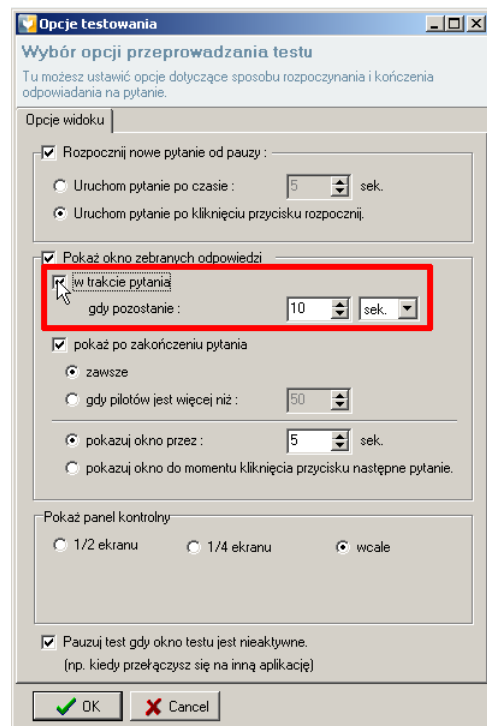 Opcje testowania
Wybór opcji przeprowadzania testu
Tu możesz ustawić opcje dotyczące sposobu rozpoczynania i kończenia
odpowiadania na pytanie.
Opcje widoku
Rozpocznij nowe pytanie od pauzy :
Uruchom pytanie po czasie : 5 sek.
Uruchom pytanie po kliknięciu przycisku rozpocznij.
Pokaż okno zebranych odpowiedzi
w trakcie pytania
gdy pozostanie : 10 sek.
pokaż po zakończeniu pytania
zawsze
gdy pilotów jest więcej niż : 50
pokazuj okno przez : 5 sek.
pokazuj okno do momentu kliknięcia przycisku następne pytanie.
Pokaż panel kontrolny
1/2 ekranu 1/4 ekranu wcale
Pauzuj test gdy okno testu jest nieaktywne.
(np. kiedy przełączysz się na inną aplikację)
OK Cancel